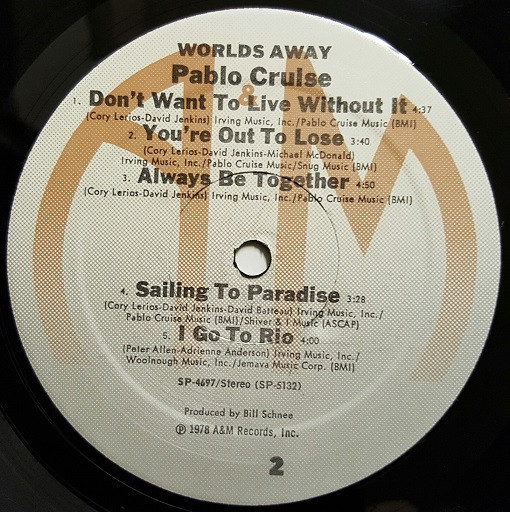 WORLDS AWAY
Pablo Cruise
1. Don't Want To Live Without It 4:37
(Cory Lerios-David Jenkins) Irving Music, Inc./Pablo Cruise Music (BMI)
2. You're Out To Lose 3:40
(Cory Lerios-David Jenkins-Michael McDonald)
Irving Music, Inc./Pablo Cruise Music/Snug Music (BMI)
3. Always Be Together 4:50
(Cory Lerios-David Jenkins) Irving Music, Inc./Pablo Cruise Music (BMI)
A&M
4. Sailing To Paradise 3:28
(Cory Lerios-David Jenkins-David Batteau) Irving Music, Inc./
Pablo Cruise Music (BMI)/Shiver & I Music (ASCAP)
5. I Go To Rio 4:00
(Peter Allen-Adrienne Anderson) Irving Music, Inc./
Woolnough Music, Inc./Jemava Music Corp. (BMI)
SP-4697/Stereo (SP-5132)
Produced by Bill Schnee
℗ 1978 A&M Records, Inc.
2